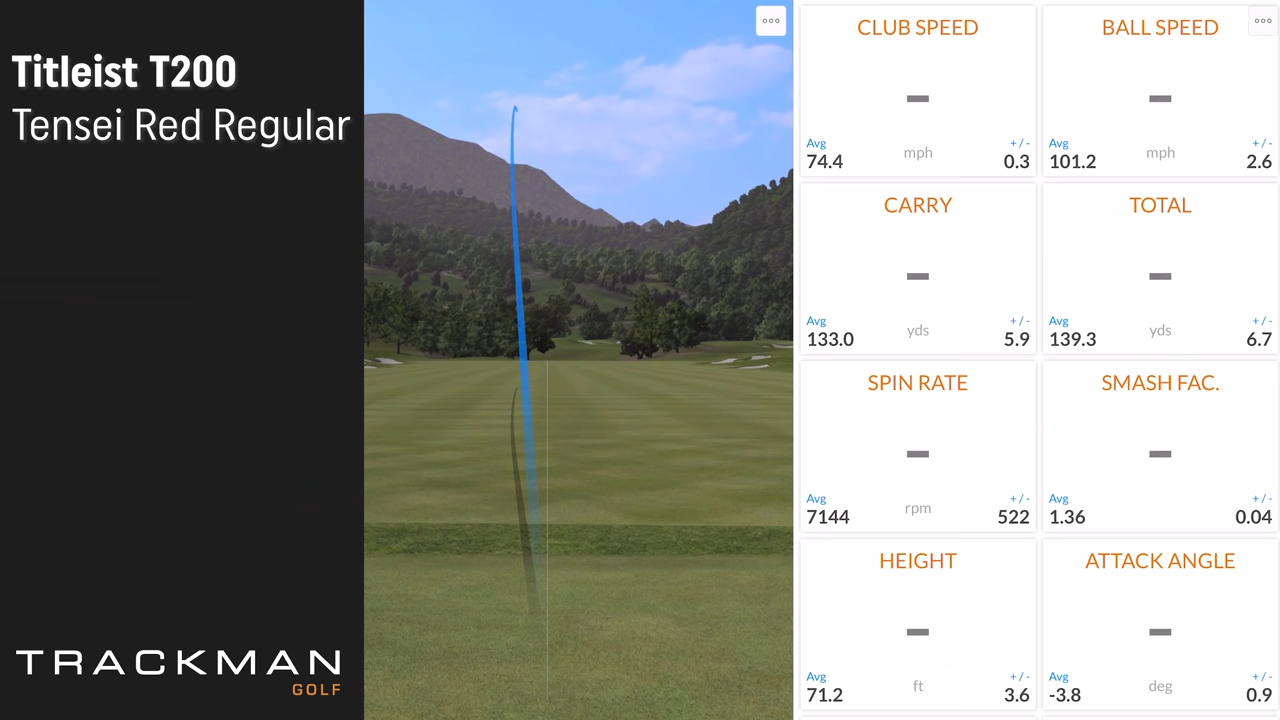 Titleist T200
Tensei Red Regular
TRACKMAN
GOLF
CLUB SPEED
–
Avg
74.4
mph
+ / -
0.3
BALL SPEED
–
Avg
101.2
mph
+ / -
2.6
CARRY
–
Avg
133.0
yds
+ / -
5.9
TOTAL
–
Avg
139.3
yds
+ / -
6.7
SPIN RATE
–
Avg
7144
rpm
+ / -
522
SMASH FAC.
–
Avg
1.36
+ / -
0.04
HEIGHT
–
Avg
71.2
ft
+ / -
3.6
ATTACK ANGLE
–
Avg
-3.8
deg
+ / -
0.9